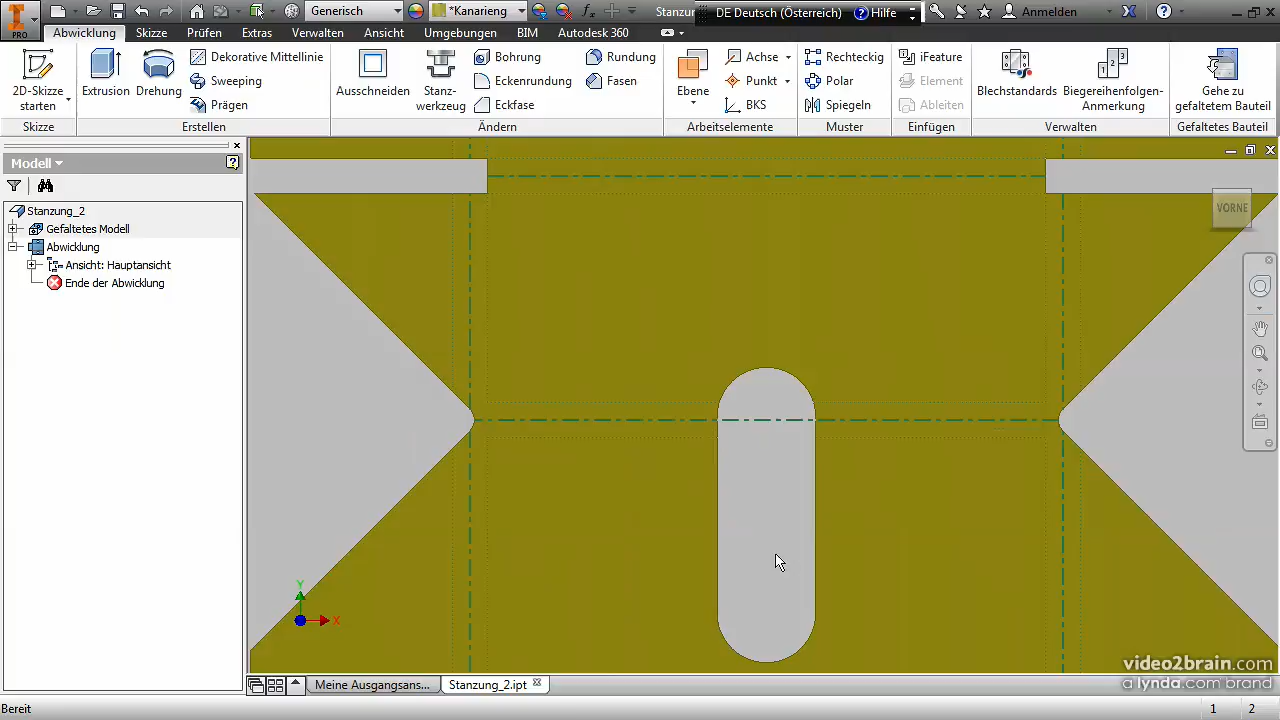 Generisch
*Kanarieng
Stanzun
DE Deutsch (Österreich)
Hilfe
Anmelden
PRO
Abwicklung
Skizze
Prüfen
Extras
Verwalten
Ansicht
Umgebungen
BIM
Autodesk 360
2D-Skizze
starten
Skizze
Extrusion
Drehung
Dekorative Mittellinie
Sweeping
Prägen
Erstellen
Ausschneiden
Stanz-
werkzeug
Bohrung
Eckenrundung
Eckfase
Rundung
Fasen
Ändern
Ebene
Achse
Punkt
BKS
Arbeitselemente
Rechteckig
Polar
Spiegeln
Muster
iFeature
Element
Ableiten
Einfügen
Blechstandards
Biegereihenfolgen-
Anmerkung
Verwalten
Gehe zu
gefaltetem Bauteil
Gefaltetes Bauteil
Modell
Stanzung_2
Gefaltetes Modell
Abwicklung
Ansicht: Hauptansicht
Ende der Abwicklung
VORNE
Y
X
video2brain.com
a lynda.com brand
Meine Ausgangsans...
Stanzung_2.ipt
Bereit
1
2